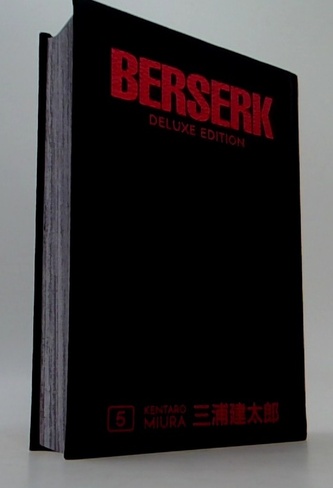 BERSERK
DELUXE EDITION
5 KENTARO MIURA 三浦建太郎